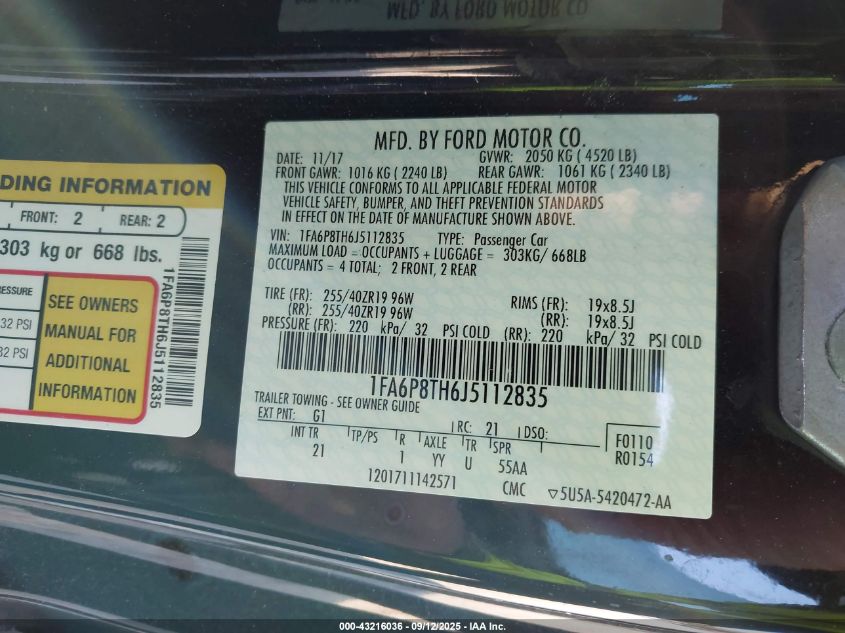 MFD. BY FORD MOTOR CO.
MFD. BY FORD MOTOR CO.
DATE: 11/17 GVWR: 2050 KG ( 4520 LB)
FRONT GAWR: 1016 KG ( 2240 LB) REAR GAWR: 1061 KG ( 2340 LB)
THIS VEHICLE CONFORMS TO ALL APPLICABLE FEDERAL MOTOR
VEHICLE SAFETY, BUMPER, AND THEFT PREVENTION STANDARDS
IN EFFECT ON THE DATE OF MANUFACTURE SHOWN ABOVE.
VIN: 1FA6P8TH6J5112835 TYPE: Passenger Car
MAXIMUM LOAD = OCCUPANTS + LUGGAGE = 303KG/ 668LB
OCCUPANTS = 4 TOTAL; 2 FRONT, 2 REAR
TIRE (FR): 255/40ZR19 96W RIMS (FR): 19x8.5J
(RR): 255/40ZR19 96W (RR): 19x8.5J
PRESSURE (FR): 220 kPa/ 32 PSI COLD (RR): 220 kPa/ 32 PSI COLD
1FA6P8TH6J5112835
TRAILER TOWING - SEE OWNER GUIDE
EXT PNT: G1 RC: 21 DSO: F0110
INT TR TP/PS R AXLE TR SPR R0154
21 1 YY U 55AA
1201711142571 CMC 5U5A-5420472-AA
DING INFORMATION
FRONT: 2 REAR: 2
303 kg or 668 lbs.
RESSURE
32 PSI
32 PSI
SEE OWNERS
MANUAL FOR
ADDITIONAL
INFORMATION
1FA6P8TH6J5112835
000-43216036 - 09/12/2025 - IAA Inc.